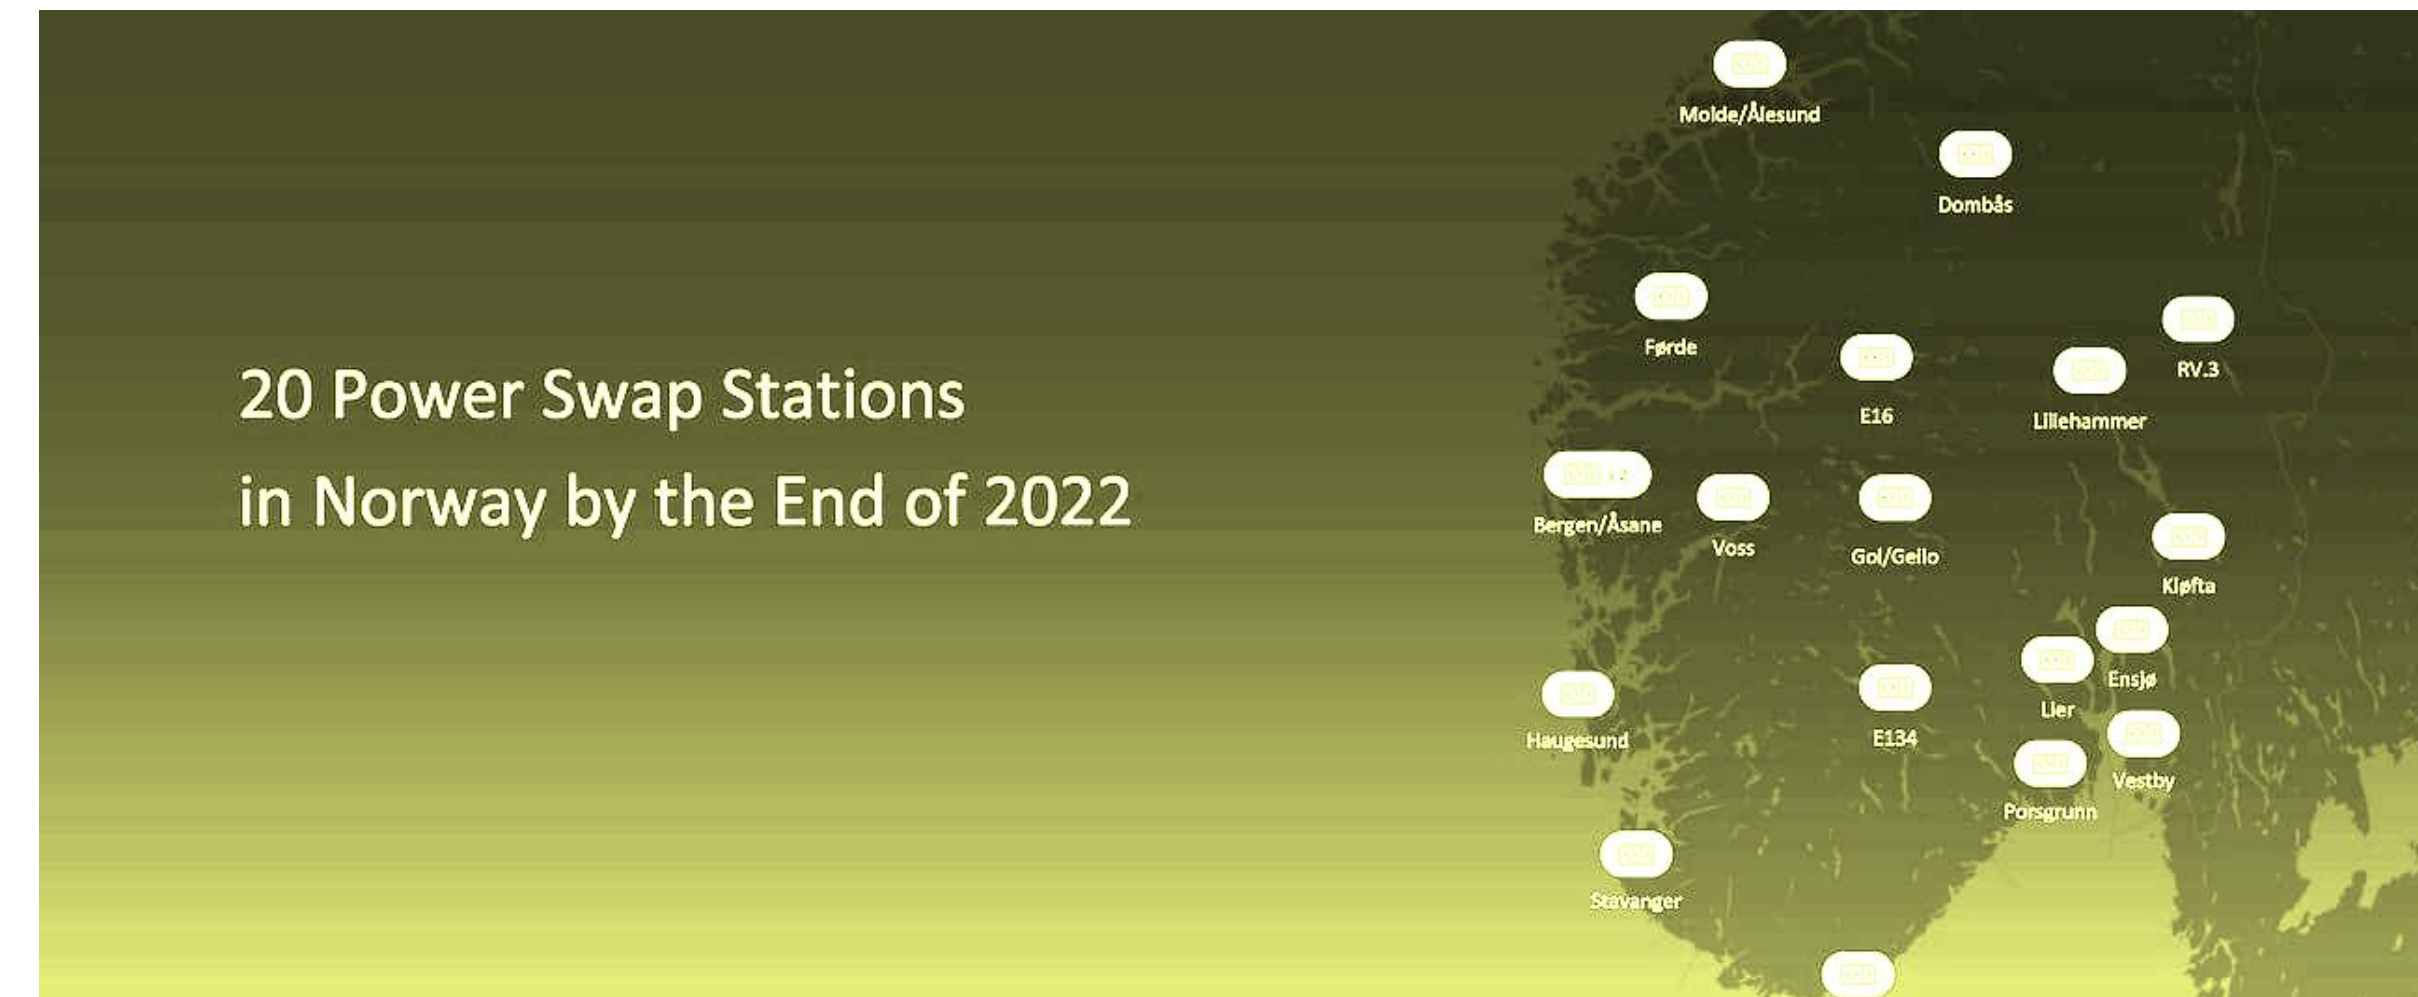 Molde/Ålesund
Dombås
Førde
RV.3
E16
Lillehammer
20 Power Swap Stations
in Norway by the End of 2022
x 2
Bergen/Åsane
Voss
Gol/Geilo
Kløfta
Ensjø
Lier
Haugesund
E134
Vestby
Porsgrunn
Stavanger